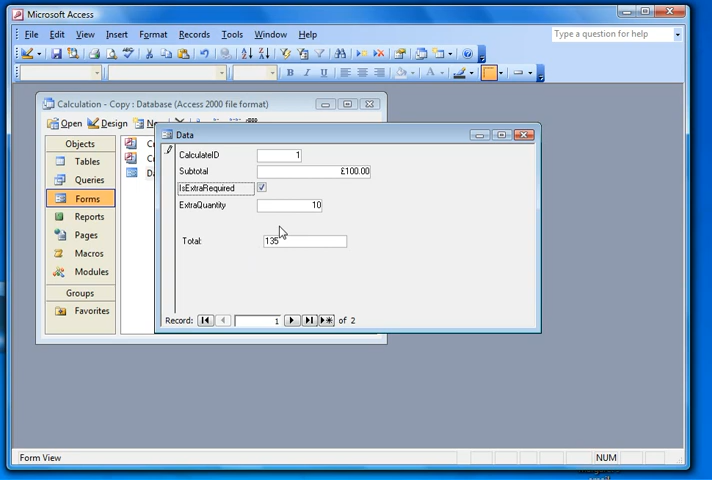 Microsoft Access
File Edit View Insert Format Records Tools Window Help
Type a question for help
Calculation - Copy : Database (Access 2000 file format)
Open Design
Objects
Tables
Queries
Forms
Reports
Pages
Macros
Modules
Groups
Favorites
Data
CalculateID 1
Subtotal £100.00
IsExtraRequired
ExtraQuantity 10
Total: 135
Record: 1 of 2
Form View
NUM